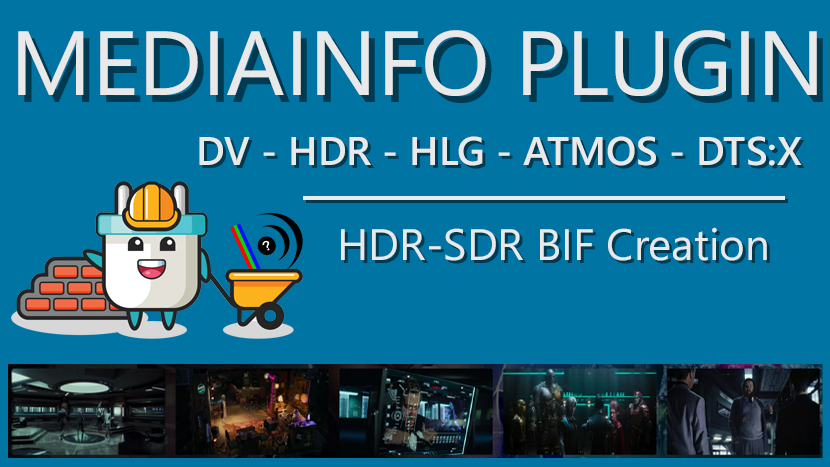 MEDIAINFO PLUGIN
DV - HDR - HLG - ATMOS - DTS:X
HDR-SDR BIF Creation
?